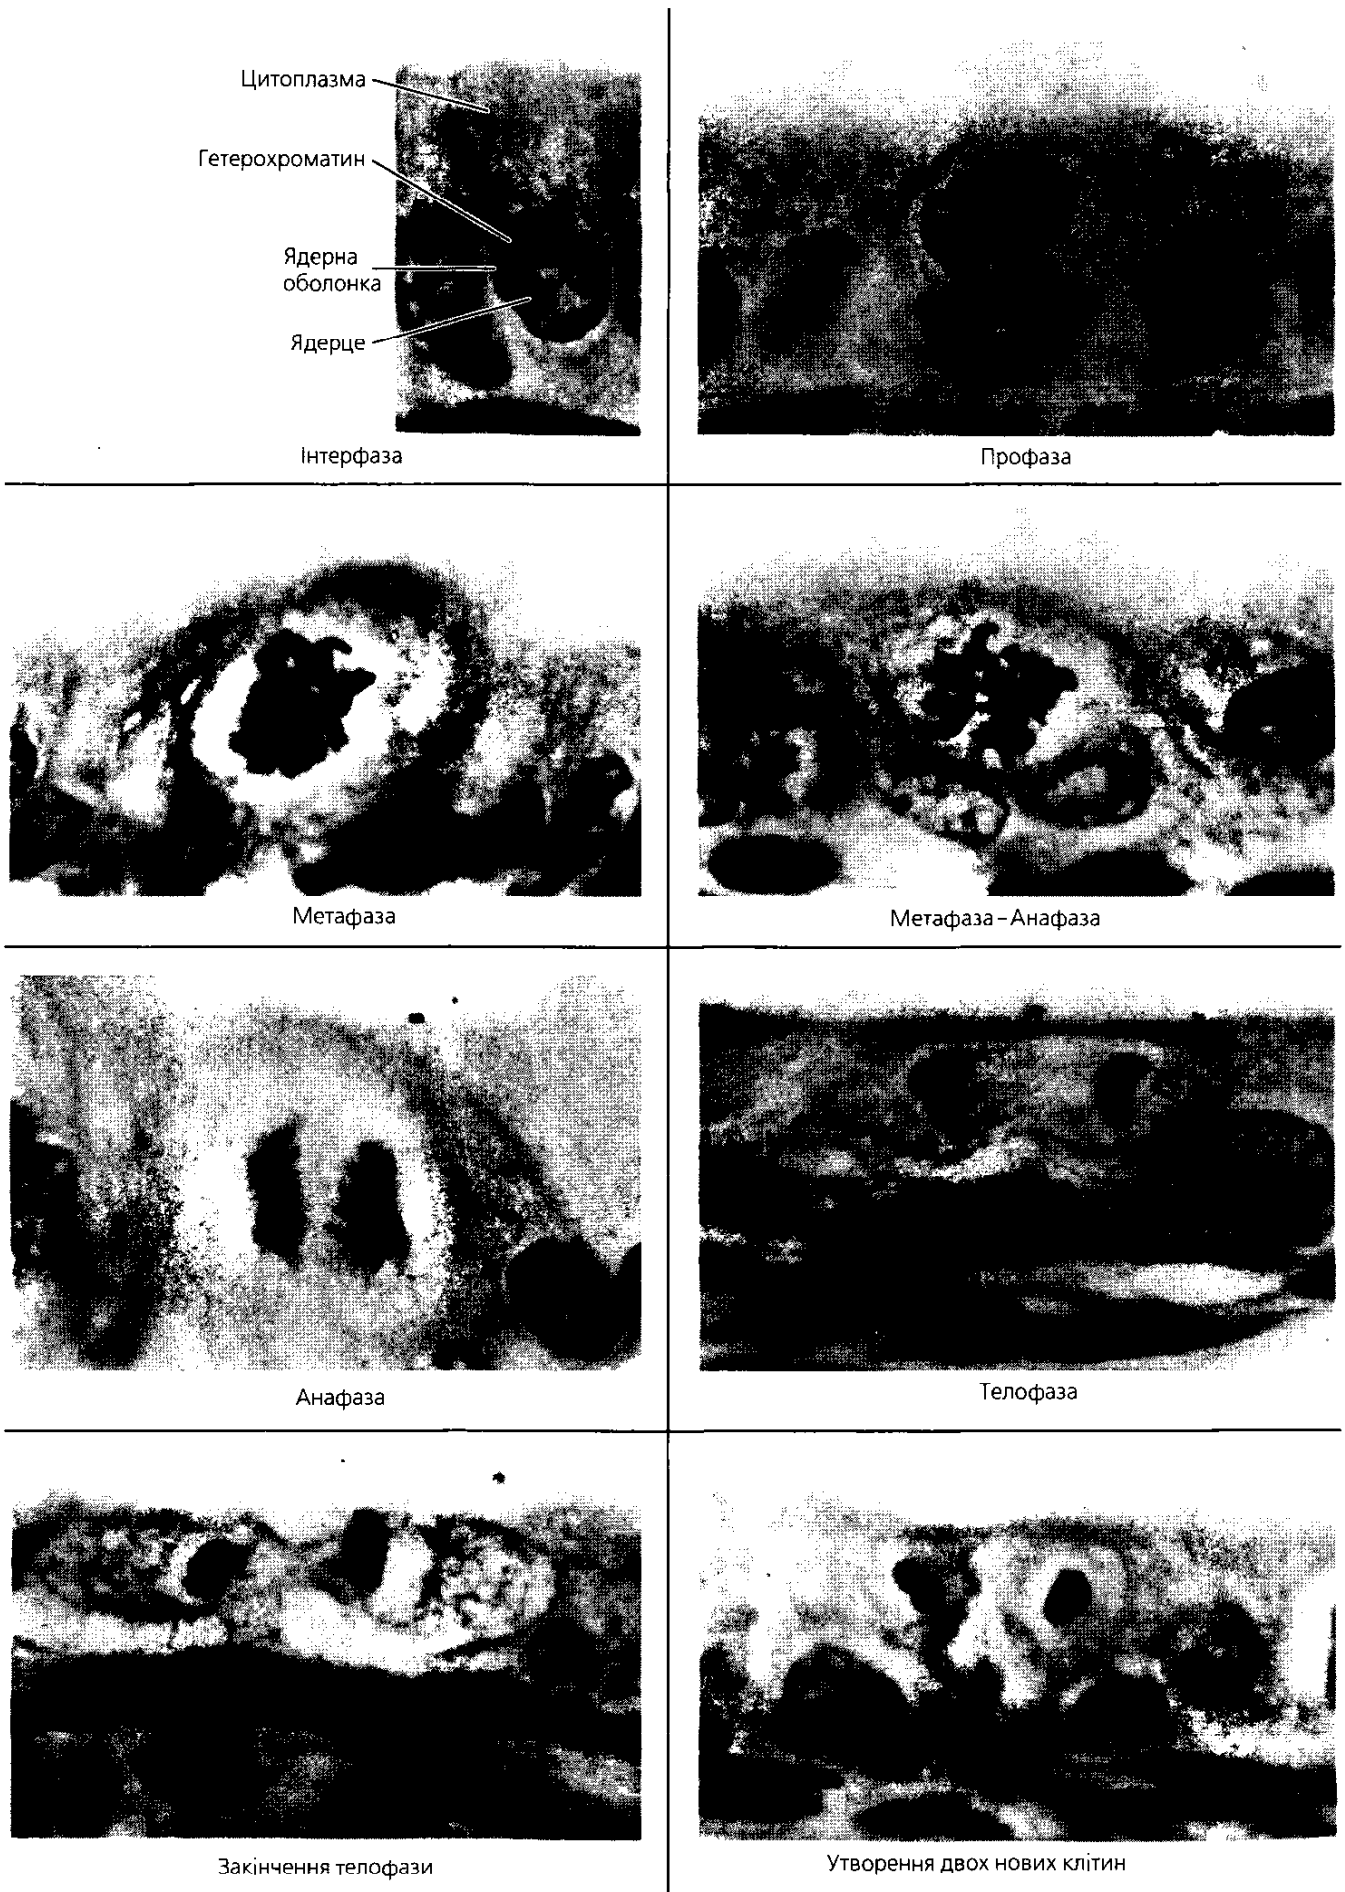 Цитоплазма
Гетерохроматин
Ядерна
оболонка
Ядерце
Інтерфаза
Профаза
Метафаза
Метафаза–Анафаза
Анафаза
Телофаза
Закінчення телофази
Утворення двох нових клітин